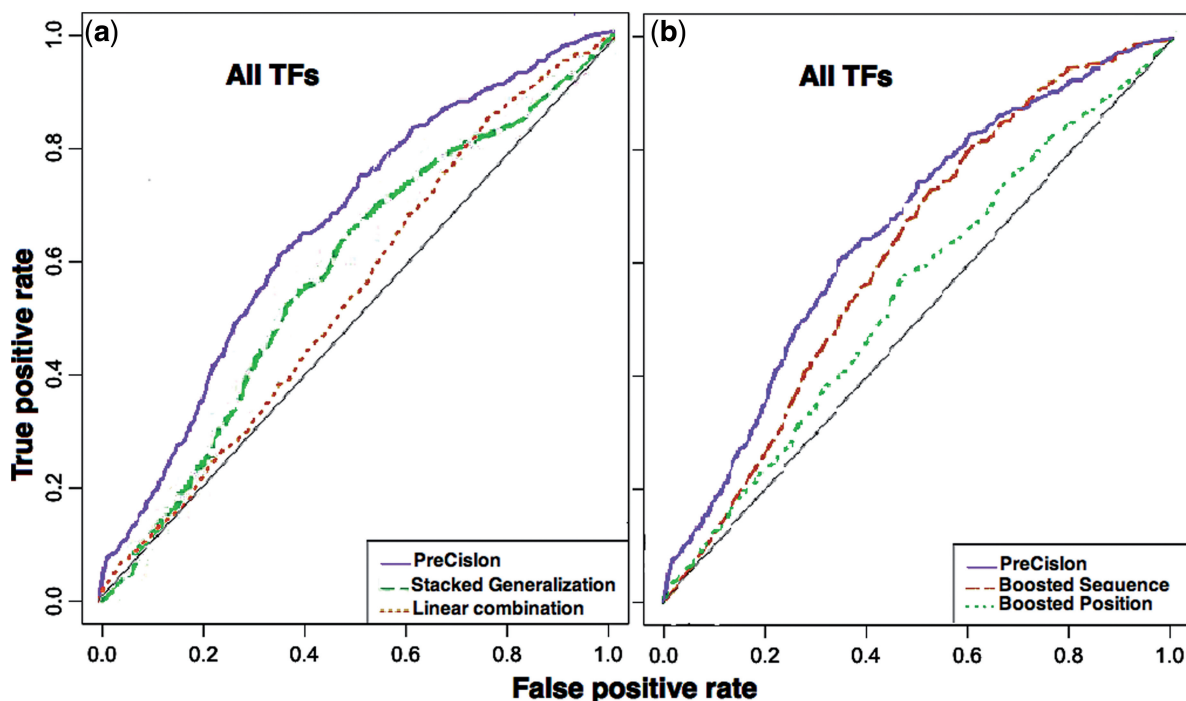 (a)
All TFs
True positive rate
1.0
0.8
0.6
0.4
0.2
0.0
PreCislon
Stacked Generalization
Linear combination
0.0 0.2 0.4 0.6 0.8 1.0
(b)
All TFs
PreCislon
Boosted Sequence
Boosted Position
0.0 0.2 0.4 0.6 0.8 1.0
False positive rate